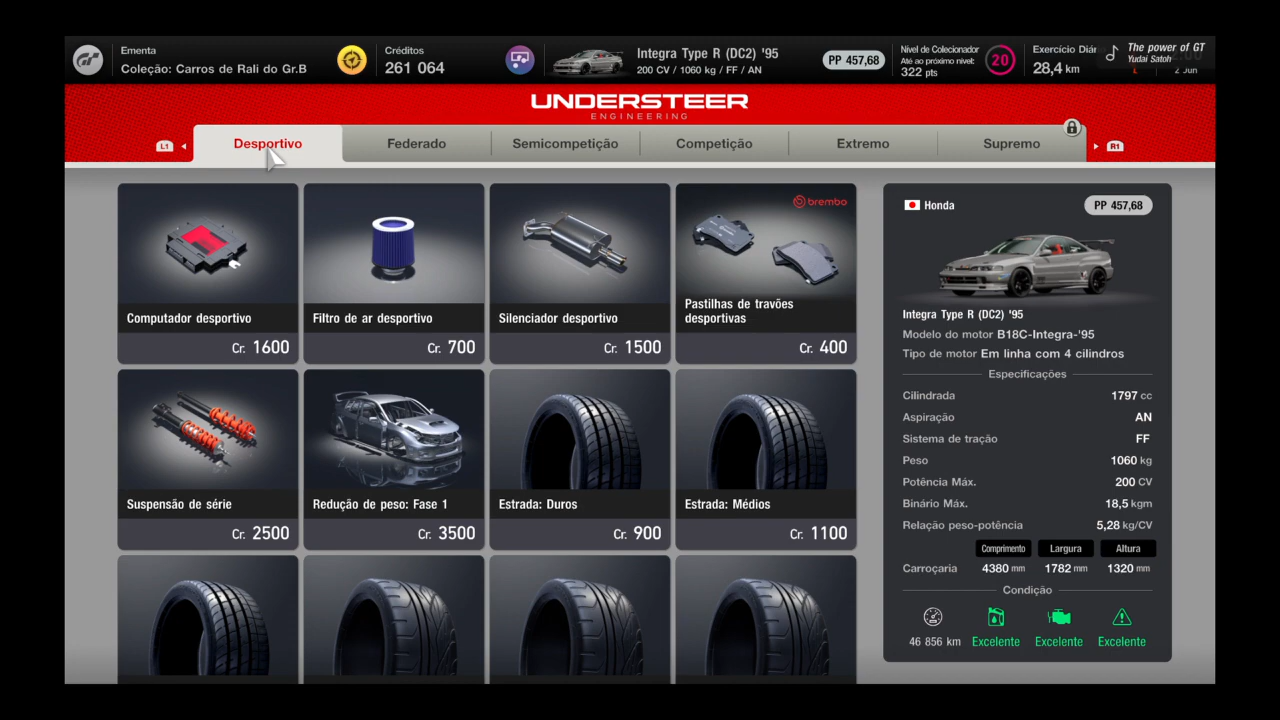 Ementa
Coleção: Carros de Rali do Gr.B
Créditos
261 064
Integra Type R (DC2) '95
200 CV / 1060 kg / FF / AN
PP 457,68
Nível de Colecionador
Até ao próximo nível:
322 pts
20
Exercício Diár
28,4 km
The power of GT
Yudai Satoh
2 Jun
UNDERSTEER
ENGINEERING
L1
Desportivo
Federado
Semicompetição
Competição
Extremo
Supremo
R1
Computador desportivo
Cr. 1600
Filtro de ar desportivo
Cr. 700
Silenciador desportivo
Cr. 1500
brembo
Pastilhas de travões
desportivas
Cr. 400
Suspensão de série
Cr. 2500
Redução de peso: Fase 1
Cr. 3500
Estrada: Duros
Cr. 900
Estrada: Médios
Cr. 1100
Honda
PP 457,68
Integra Type R (DC2) '95
Modelo do motor B18C-Integra-'95
Tipo de motor Em linha com 4 cilindros
Especificações
Cilindrada 1797 cc
Aspiração AN
Sistema de tração FF
Peso 1060 kg
Potência Máx. 200 CV
Binário Máx. 18,5 kgm
Relação peso-potência 5,28 kg/CV
Comprimento Largura Altura
Carroçaria 4380 mm 1782 mm 1320 mm
Condição
46 856 km Excelente Excelente Excelente